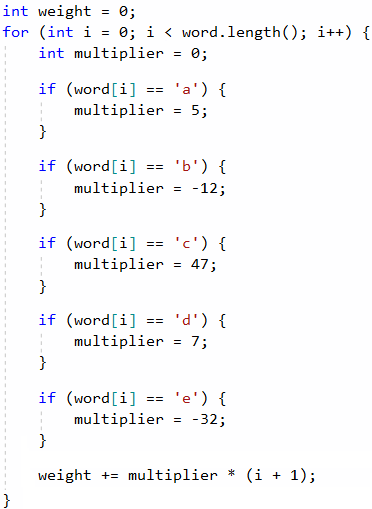 int weight = 0;
for (int i = 0; i < word.length(); i++) {
    int multiplier = 0;

    if (word[i] == 'a') {
        multiplier = 5;
    }

    if (word[i] == 'b') {
        multiplier = -12;
    }

    if (word[i] == 'c') {
        multiplier = 47;
    }

    if (word[i] == 'd') {
        multiplier = 7;
    }

    if (word[i] == 'e') {
        multiplier = -32;
    }

    weight += multiplier * (i + 1);
}